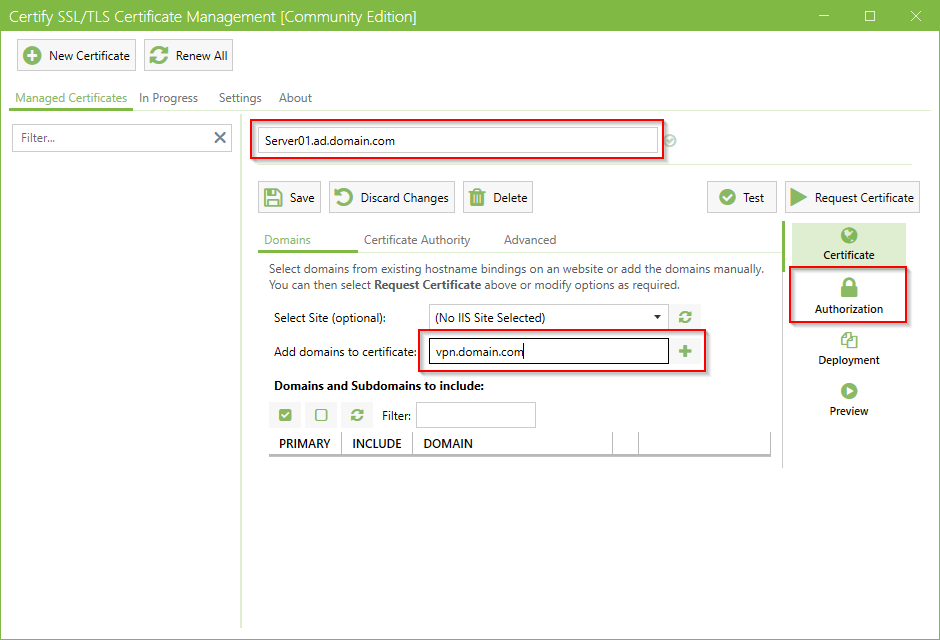 Certify SSL/TLS Certificate Management [Community Edition]
New Certificate
Renew All
Managed Certificates
In Progress
Settings
About
Filter...
Server01.ad.domain.com
Save
Discard Changes
Delete
Test
Request Certificate
Domains
Certificate Authority
Advanced
Certificate
Select domains from existing hostname bindings on an website or add the domains manually.
You can then select Request Certificate above or modify options as required.
Authorization
Select Site (optional):
(No IIS Site Selected)
Add domains to certificate:
vpn.domain.com
Deployment
Domains and Subdomains to include:
Filter:
Preview
PRIMARY
INCLUDE
DOMAIN